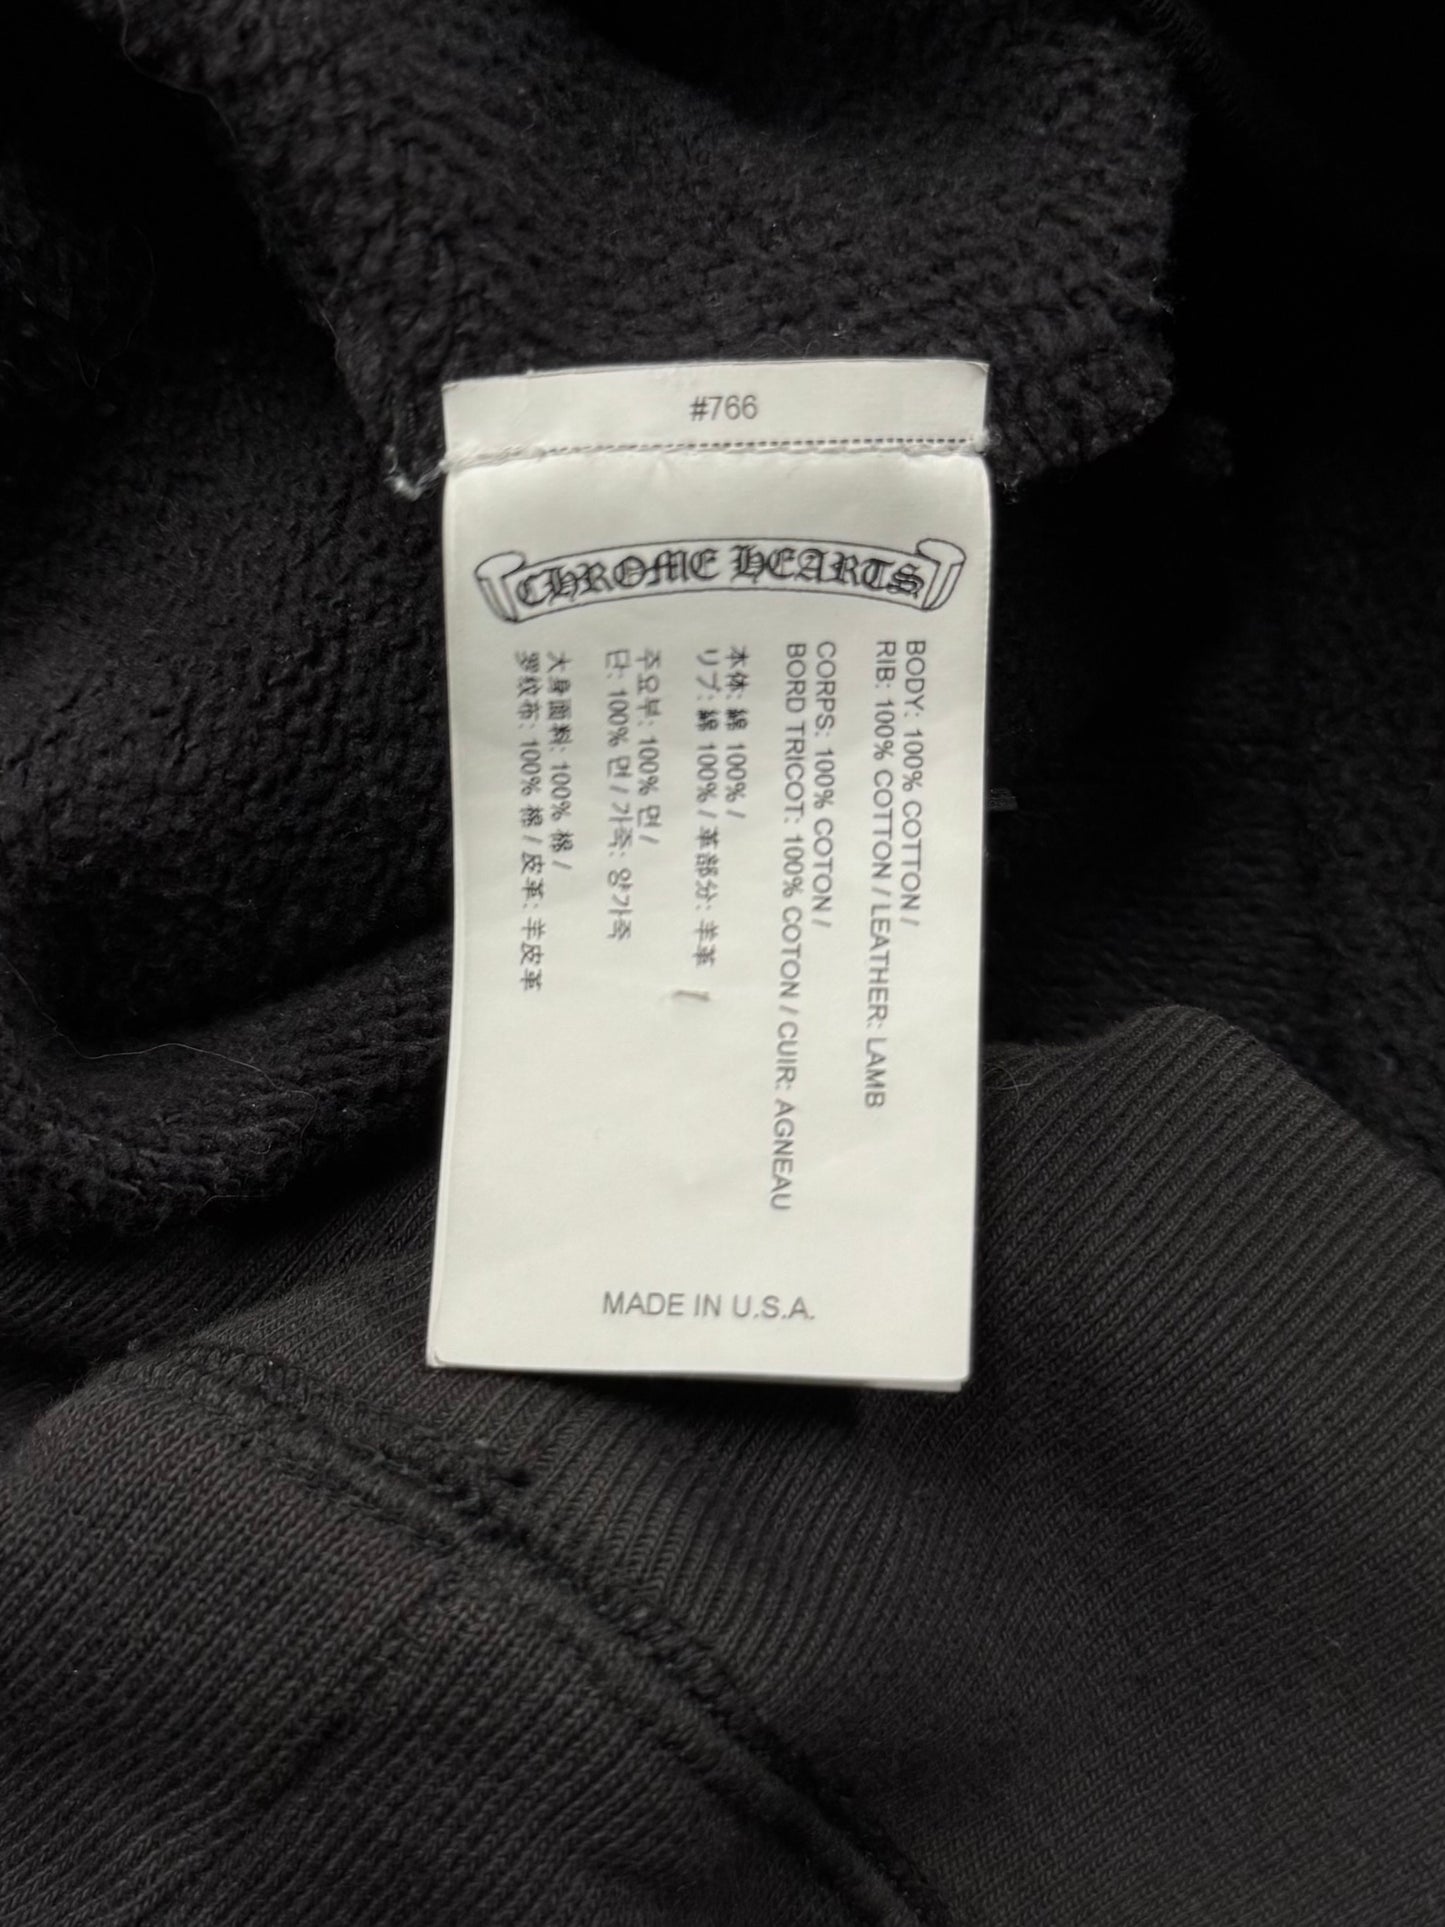 #766
CHROME HEARTS
BODY: 100% COTTON /
RIB: 100% COTTON / LEATHER: LAMB
CORPS: 100% COTON /
BORD TRICOT: 100% COTON / CUIR: AGNEAU
本体: 綿 100% /
リブ: 綿 100% / 革部分: 羊革
주요부: 100% 면 /
단: 100% 면 / 가죽: 양가죽
大身面料: 100% 棉 /
罗纹布: 100% 棉 / 皮革: 羊皮革
MADE IN U.S.A.